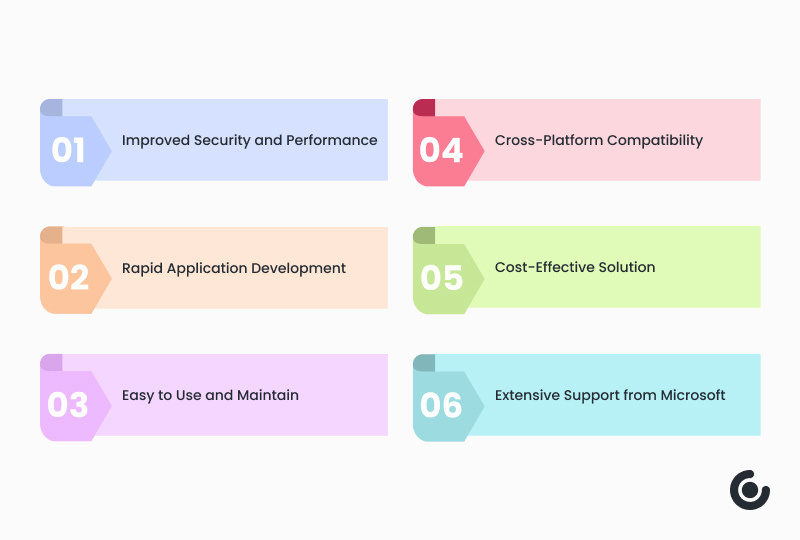 01
Improved Security and Performance
02
Rapid Application Development
03
Easy to Use and Maintain
04
Cross-Platform Compatibility
05
Cost-Effective Solution
06
Extensive Support from Microsoft